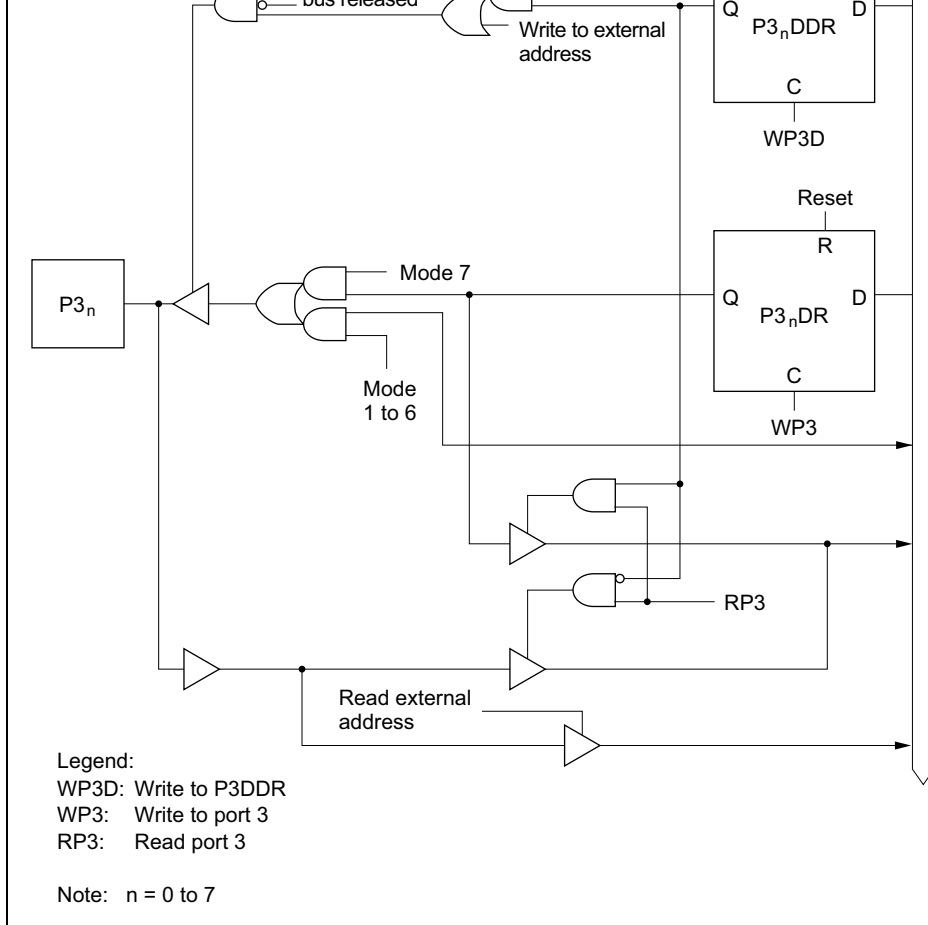 bus released
Write to external
address
Q
D
P3nDDR
C
WP3D
Reset
R
P3n
Mode 7
Q
D
P3nDR
C
Mode
1 to 6
WP3
RP3
Read external
address
Legend:
WP3D: Write to P3DDR
WP3: Write to port 3
RP3: Read port 3
Note: n = 0 to 7